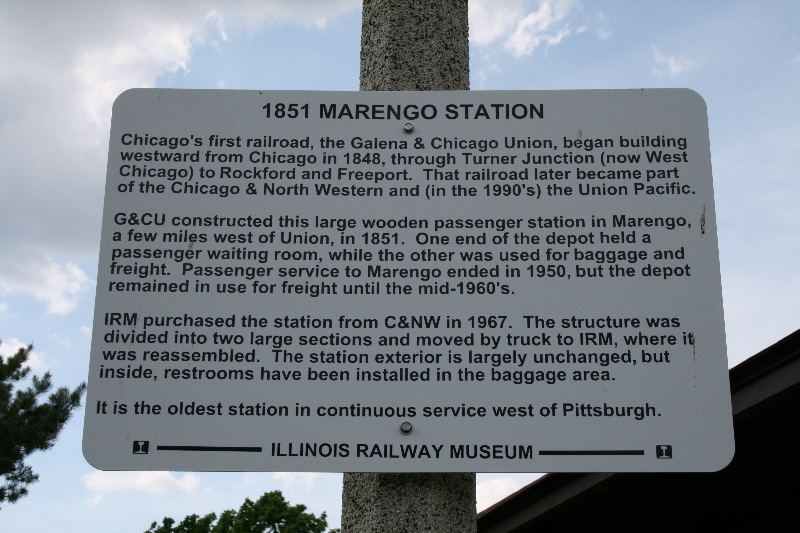 1851 MARENGO STATION
Chicago's first railroad, the Galena & Chicago Union, began building
westward from Chicago in 1848, through Turner Junction (now West
Chicago) to Rockford and Freeport. That railroad later became part
of the Chicago & North Western and (in the 1990's) the Union Pacific.
G&CU constructed this large wooden passenger station in Marengo,
a few miles west of Union, in 1851. One end of the depot held a
passenger waiting room, while the other was used for baggage and
freight. Passenger service to Marengo ended in 1950, but the depot
remained in use for freight until the mid-1960's.
IRM purchased the station from C&NW in 1967. The structure was
divided into two large sections and moved by truck to IRM, where it
was reassembled. The station exterior is largely unchanged, but
inside, restrooms have been installed in the baggage area.
It is the oldest station in continuous service west of Pittsburgh.
I ILLINOIS RAILWAY MUSEUM I